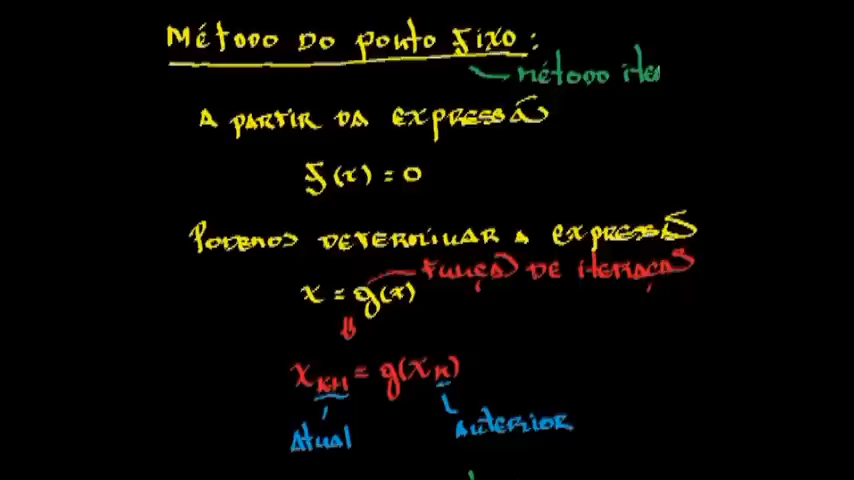 Método do ponto fixo:
método ite
A partir da expressão
f(x) = 0
Podemos determinar a expressão
função de iteração
x = g(x)
x_{k+1} = g(x_k)
Atual Anterior